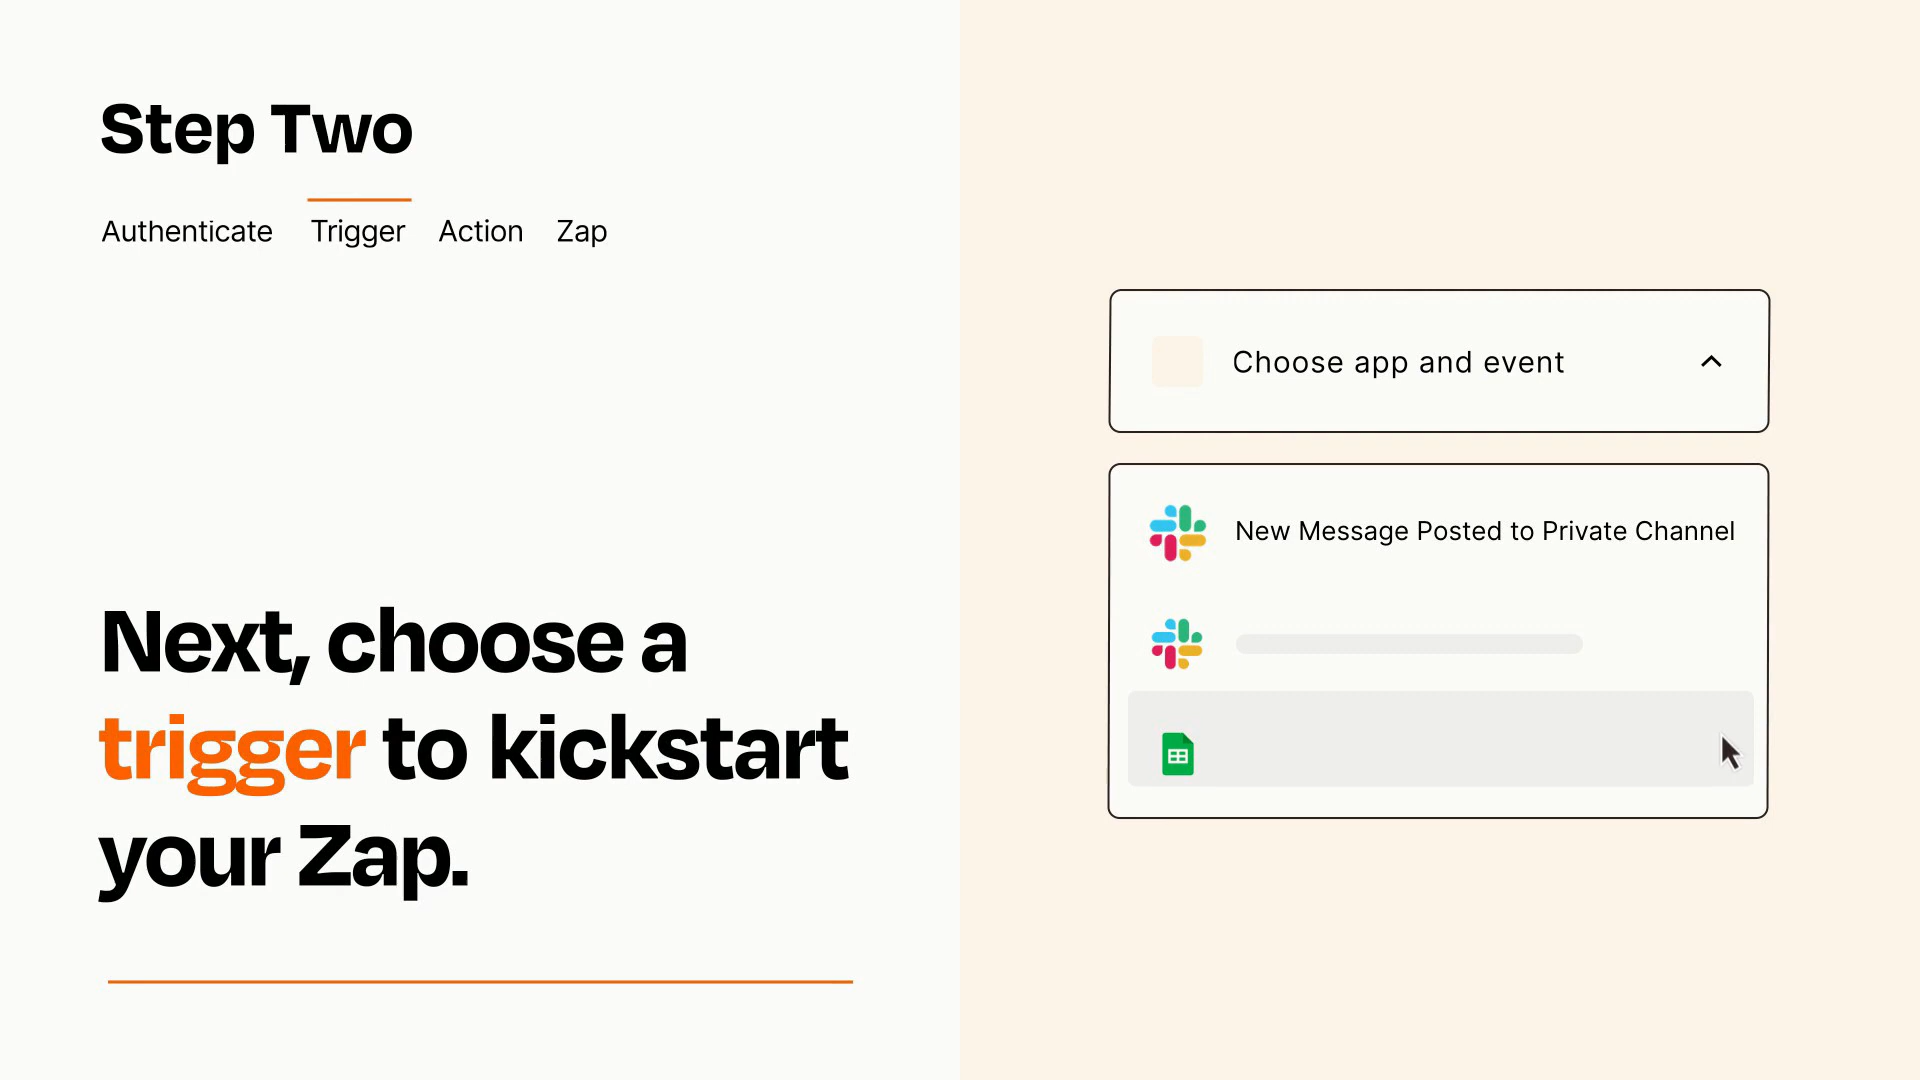 Step Two
Authenticate Trigger Action Zap
Next, choose a
trigger to kickstart
your Zap.
Choose app and event
New Message Posted to Private Channel